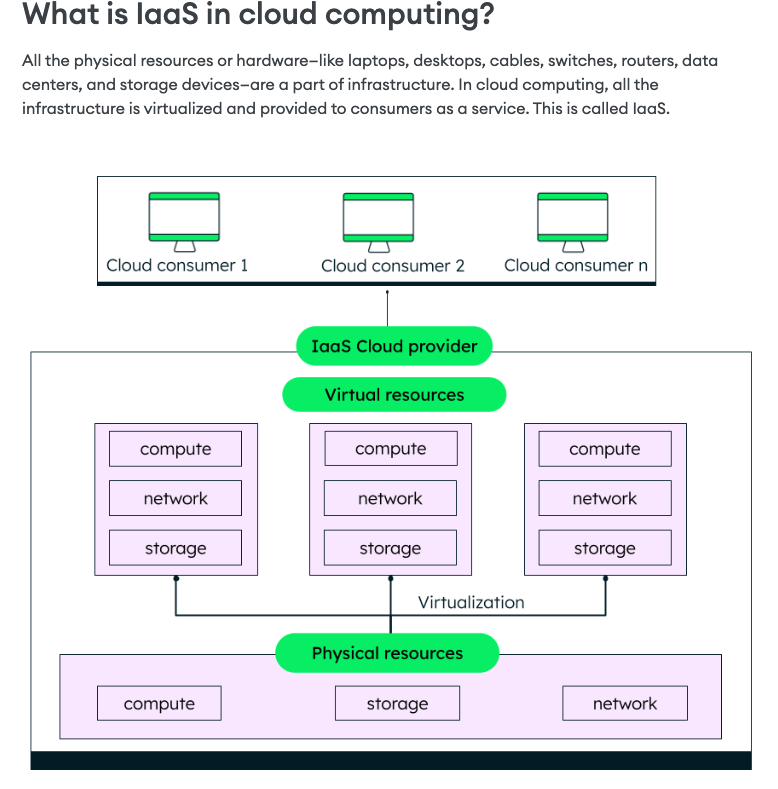 What is IaaS in cloud computing?
All the physical resources or hardware—like laptops, desktops, cables, switches, routers, data
centers, and storage devices—are a part of infrastructure. In cloud computing, all the
infrastructure is virtualized and provided to consumers as a service. This is called IaaS.
Cloud consumer 1
Cloud consumer 2
Cloud consumer n
IaaS Cloud provider
Virtual resources
compute
network
storage
compute
network
storage
compute
network
storage
Virtualization
Physical resources
compute
storage
network